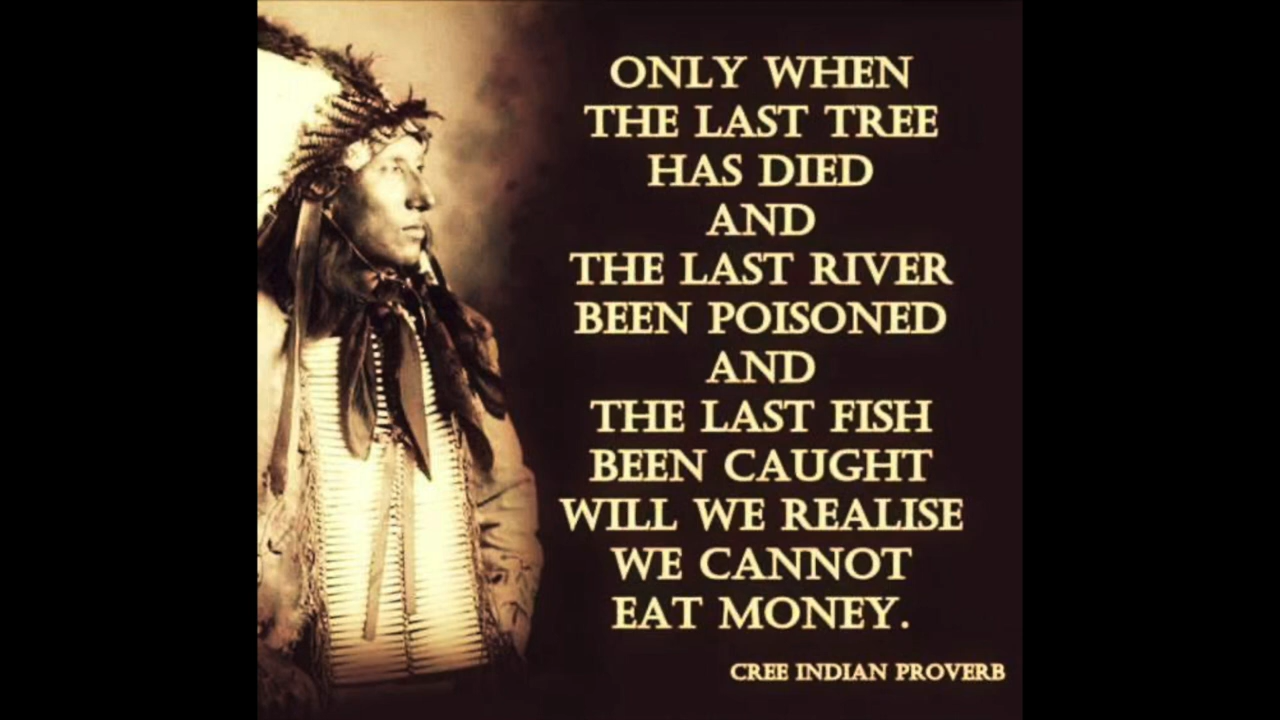 ONLY WHEN
THE LAST TREE
HAS DIED
AND
THE LAST RIVER
BEEN POISONED
AND
THE LAST FISH
BEEN CAUGHT
WILL WE REALISE
WE CANNOT
EAT MONEY.
CREE INDIAN PROVERB